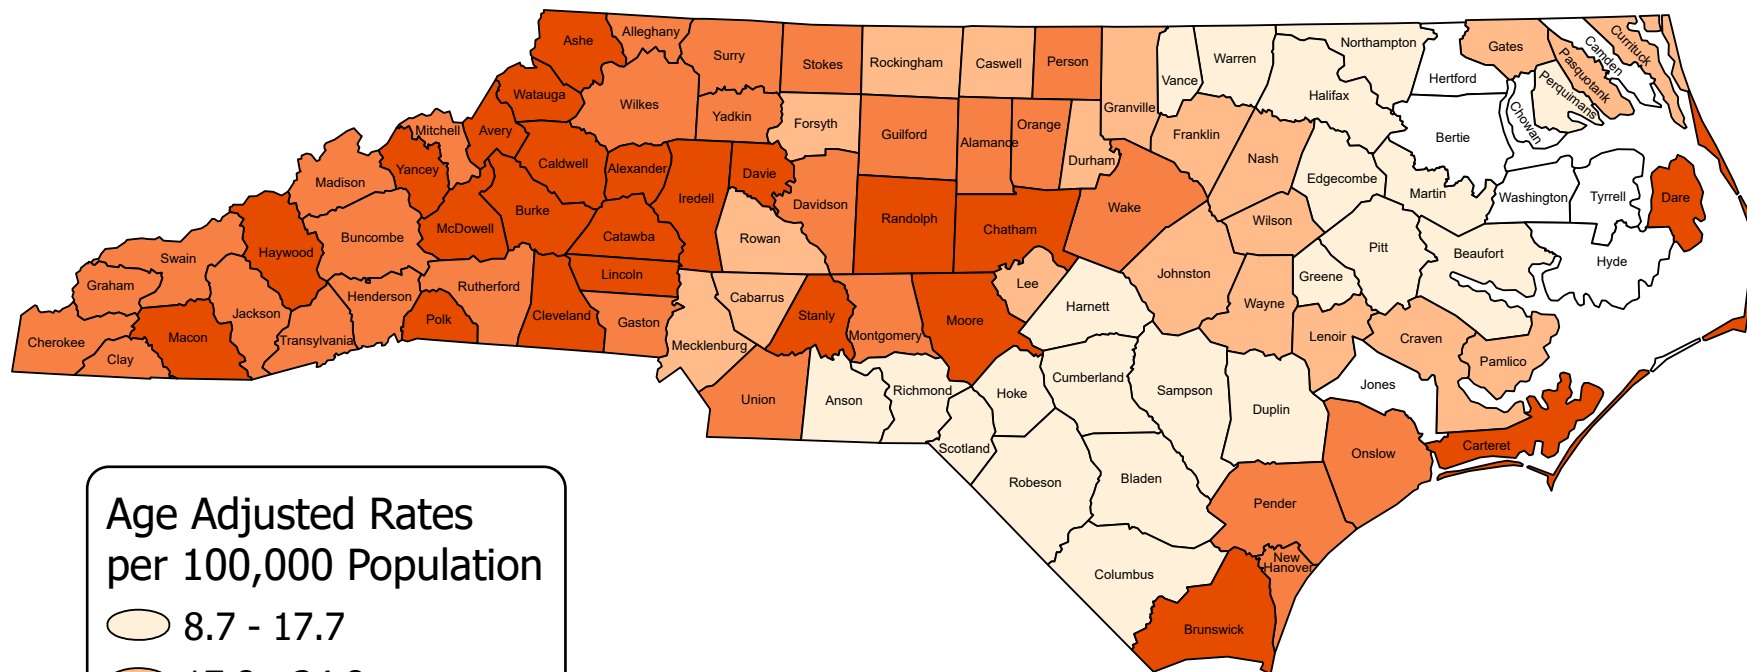 Ashe
Alleghany
Surry
Stokes
Rockingham
Caswell
Person
Granville
Vance
Warren
Northampton
Halifax
Hertford
Gates
Pasquotank
Camden
Currituck
Perquimans
Chowan
Bertie
Watauga
Wilkes
Yadkin
Forsyth
Guilford
Alamance
Orange
Durham
Franklin
Nash
Edgecombe
Martin
Washington
Tyrrell
Dare
Mitchell
Avery
Yancey
Caldwell
Alexander
Iredell
Davie
Davidson
Randolph
Chatham
Wake
Wilson
Pitt
Beaufort
Hyde
Madison
Buncombe
McDowell
Burke
Catawba
Rowan
Haywood
Swain
Graham
Jackson
Henderson
Rutherford
Polk
Cleveland
Lincoln
Gaston
Cabarrus
Mecklenburg
Stanly
Montgomery
Moore
Lee
Harnett
Johnston
Wayne
Greene
Lenoir
Craven
Pamlico
Cherokee
Clay
Macon
Transylvania
Union
Anson
Richmond
Hoke
Cumberland
Sampson
Duplin
Jones
Carteret
Scotland
Robeson
Bladen
Onslow
Pender
New
Hanover
Columbus
Brunswick
Age Adjusted Rates
per 100,000 Population
8.7 - 17.7